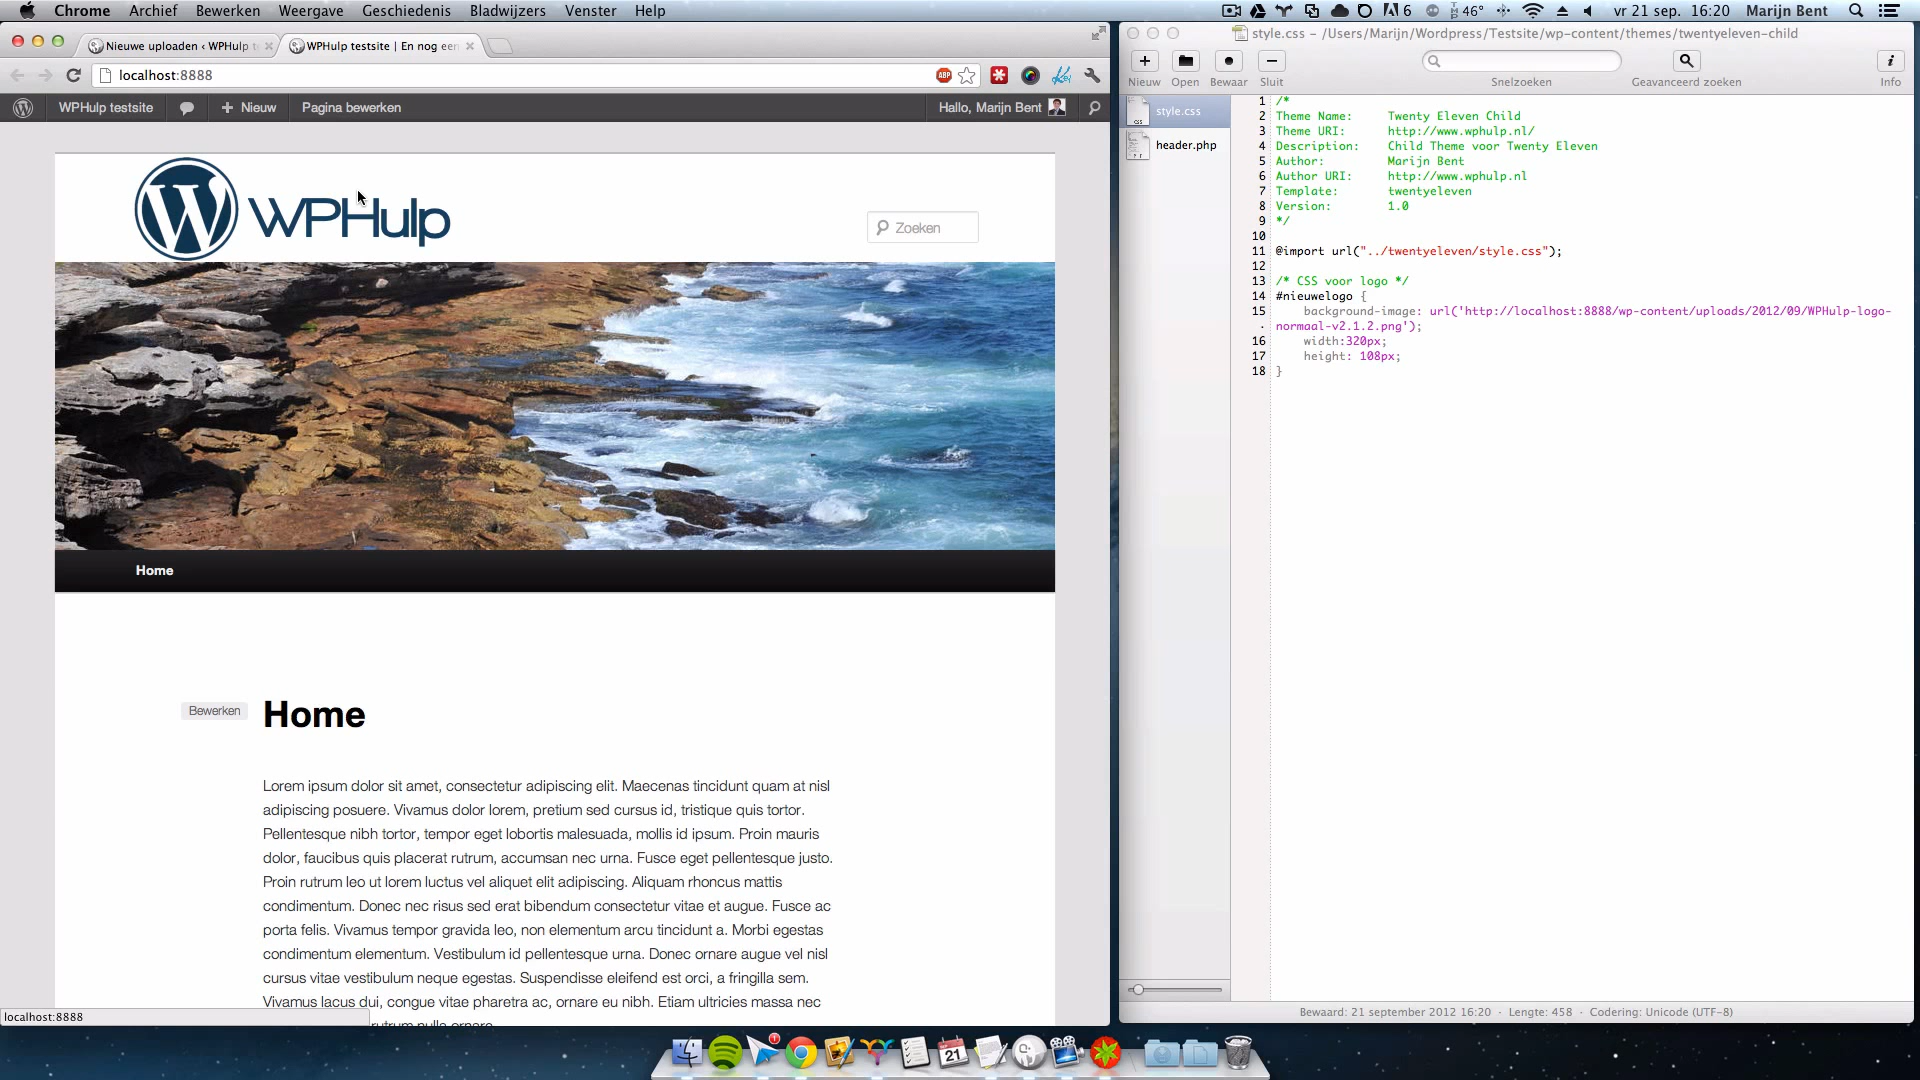 Chrome Archief Bewerken Weergave Geschiedenis Bladwijzers Venster Help
6 46° vr 21 sep. 16:20 Marijn Bent
Nieuwe uploaden ‹ WPHulp
WPHulp testsite | En nog een
localhost:8888
ABP
WPHulp testsite
+ Nieuw
Pagina bewerken
Hallo, Marijn Bent
WPHulp
Zoeken
Home
Bewerken
Home
Lorem ipsum dolor sit amet, consectetur adipiscing elit. Maecenas tincidunt quam at nisl
adipiscing posuere. Vivamus dolor lorem, pretium sed cursus id, tristique quis tortor.
Pellentesque nibh tortor, tempor eget lobortis malesuada, mollis id ipsum. Proin mauris
dolor, faucibus quis placerat rutrum, accumsan nec urna. Fusce eget pellentesque justo.
Proin rutrum leo ut lorem luctus vel aliquet elit adipiscing. Aliquam rhoncus mattis
condimentum. Donec nec risus sed erat bibendum consectetur vitae et augue. Fusce ac
porta felis. Vivamus tempor gravida leo, non elementum arcu tincidunt a. Morbi egestas
condimentum elementum. Vestibulum id pellentesque urna. Donec ornare augue vel nisl
cursus vitae vestibulum neque egestas. Suspendisse eleifend est orci, a fringilla sem.
Vivamus lacus dui, congue vitae pharetra ac, ornare eu nibh. Etiam ultricies massa nec
rutrum nulla ornare
localhost:8888
style.css – /Users/Marijn/Wordpress/Testsite/wp-content/themes/twentyeleven-child
Nieuw Open Bewaar Sluit
Snelzoeken
Geavanceerd zoeken
Info
style.css
header.php
1 /*
2 Theme Name: Twenty Eleven Child
3 Theme URI: http://www.wphulp.nl/
4 Description: Child Theme voor Twenty Eleven
5 Author: Marijn Bent
6 Author URI: http://www.wphulp.nl
7 Template: twentyeleven
8 Version: 1.0
9 */
10
11 @import url("../twentyeleven/style.css");
12
13 /* CSS voor logo */
14 #nieuwelogo {
15 background-image: url('http://localhost:8888/wp-content/uploads/2012/09/WPHulp-logo-
normaal-v2.1.2.png');
16 width:320px;
17 height: 108px;
18 }
Bewaard: 21 september 2012 16:20 · Lengte: 458 · Codering: Unicode (UTF-8)
21